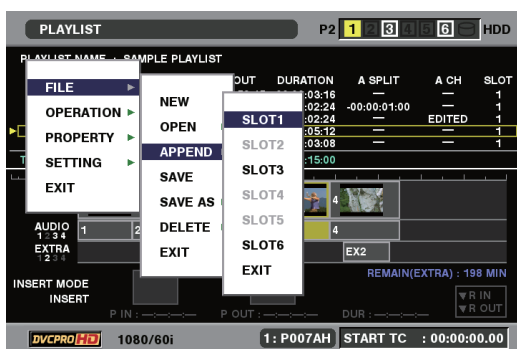 PLAYLIST P2 1 2 3 4 5 6 HDD
PLAYLIST NAME : SAMPLE PLAYLIST
OUT DURATION A SPLIT A CH SLOT
:03:16 — — 1
:02:24 -00:00:01:00 — 1
:02:24 — EDITED 1
:05:12 — — 1
:03:08 — — 1
:15:00
FILE
OPERATION
PROPERTY
SETTING
EXIT
NEW
OPEN
APPEND
SAVE
SAVE AS
DELETE
EXIT
SLOT1
SLOT2
SLOT3
SLOT4
SLOT5
SLOT6
EXIT
4
AUDIO 1 2 4
1 2 3 4
EXTRA EX2
1 2 3 4
REMAIN(EXTRA) : 198 MIN
INSERT MODE
INSERT
▼R IN
▼R OUT
P IN : --:--:--:-- P OUT : --:--:--:-- DUR : --:--:--:--
DVCPRO HD 1080/60i 1: P007AH START TC : 00:00:00.00